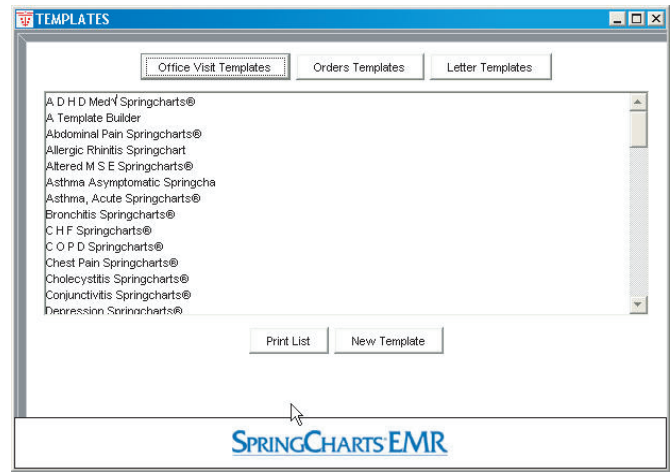 TEMPLATES
Office Visit Templates Orders Templates Letter Templates
A D H D Med√ Springcharts®
A Template Builder
Abdominal Pain Springcharts®
Allergic Rhinitis Springchart
Altered M S E Springcharts®
Asthma Asymptomatic Springcha
Asthma, Acute Springcharts®
Bronchitis Springcharts®
C H F Springcharts®
C O P D Springcharts®
Chest Pain Springcharts®
Cholecystitis Springcharts®
Conjunctivitis Springcharts®
Depression Springcharts®
Print List New Template
SPRINGCHARTS EMR